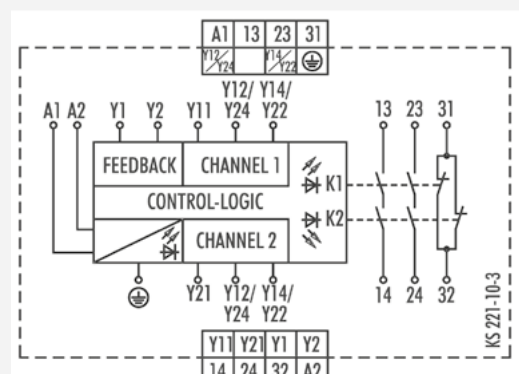 A1 13 23 31
Y12/Y24 Y14/Y22
Y12/ Y14/
A1 A2 Y1 Y2 Y11 Y24 Y22 13 23 31
FEEDBACK CHANNEL 1
K1
CONTROL-LOGIC
K2
CHANNEL 2
Y21 Y12/ Y14/ 14 24 32
Y24 Y22
KS 221-10-3
Y11 Y21 Y1 Y2
14 24 32 A2